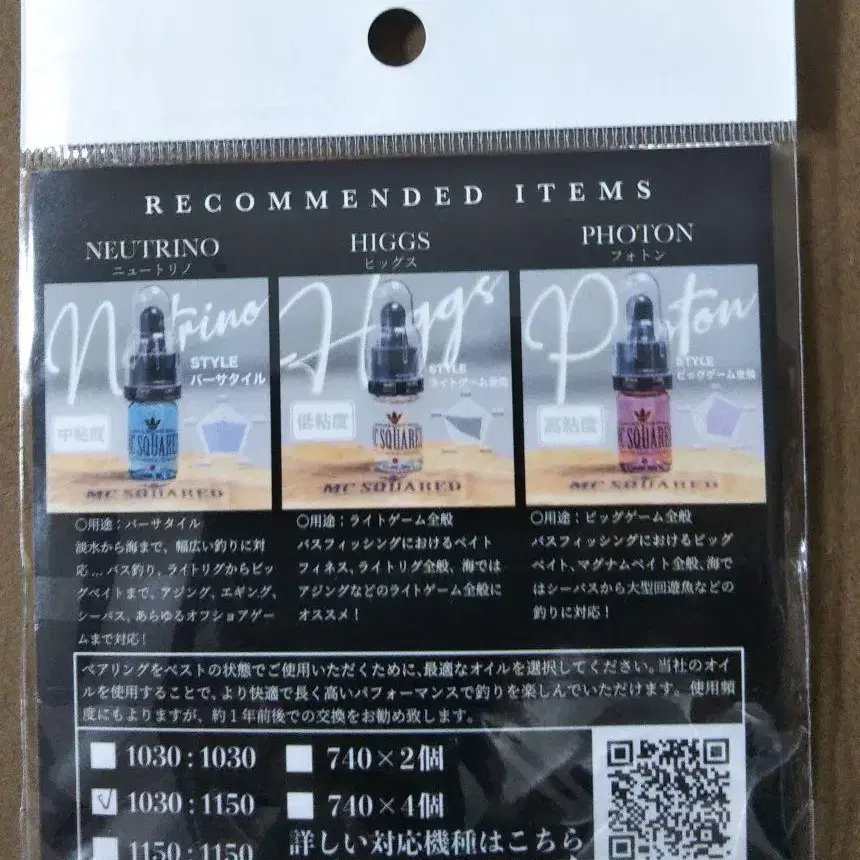 RECOMMENDED ITEMS
NEUTRINO
ニュートリノ
Neutrino
STYLE
バーサタイル
中粘度
MC SQUARED
MC SQUARED
○用途：バーサタイル
淡水から海まで、幅広い釣りに対
応... バス釣り、ライトリグからビッ
グベイトまで、アジング、エギング、
シーバス、あらゆるオフショアゲー
ムまで対応！
HIGGS
ヒッグス
Higgs
STYLE
ライトゲーム全般
低粘度
MC SQUARED
MC SQUARED
○用途：ライトゲーム全般
バスフィッシングにおけるベイト
フィネス、ライトリグ全般、海では
アジングなどのライトゲーム全般に
オススメ！
PHOTON
フォトン
Photon
STYLE
ビッグゲーム全般
高粘度
MC SQUARED
MC SQUARED
○用途：ビッグゲーム全般
バスフィッシングにおけるビッグ
ベイト、マグナムベイト全般、海で
はシーバスから大型回遊魚などの
釣りに対応！
ベアリングをベストの状態でご使用いただくために、最適なオイルを選択してください。当社のオイ
ルを使用することで、より快適で長く高いパフォーマンスで釣りを楽しんでいただけます。使用頻
度にもよりますが、約1年前後での交換をお勧め致します。
1030：1030
740×2個
1030：1150
740×4個
1150：1150
詳しい対応機種はこちら